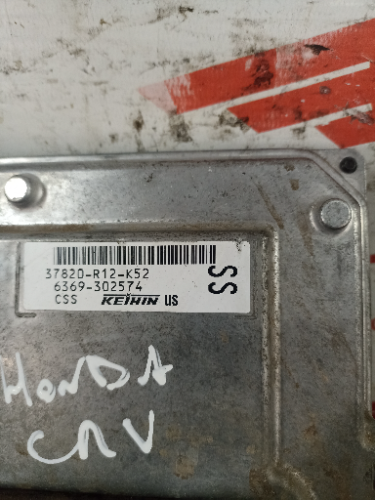 37820-R12-K52
6369-302574
CSS KEIHIN US
SS
HONDA
CRV